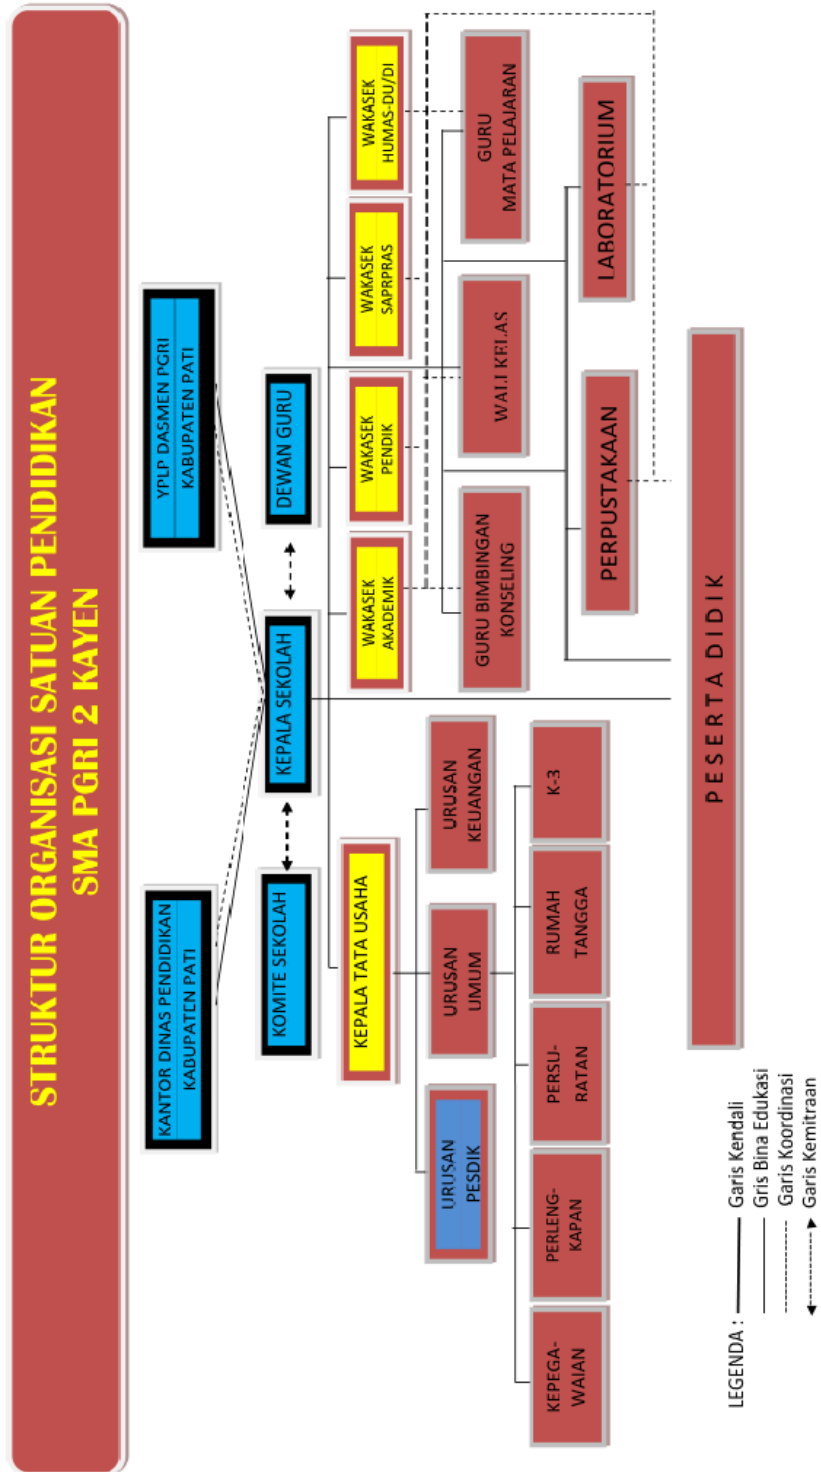 STRUKTUR ORGANISASI SATUAN PENDIDIKAN
SMA PGRI 2 KAYEN
KANTOR DINAS PENDIDIKAN
KABUPATEN PATI
YPLP DASMEN PGRI
KABUPATEN PATI
KOMITE SEKOLAH
KEPALA SEKOLAH
DEWAN GURU
KEPALA TATA USAHA
WAKASEK
AKADEMIK
WAKASEK
PENDIK
WAKASEK
SAPRPRAS
WAKASEK
HUMAS-DU/DI
URUSAN
PESDIK
URUSAN
UMUM
URUSAN
KEUANGAN
GURU BIMBINGAN
KONSELING
WALI KELAS
GURU
MATA PELAJARAN
KEPEGA-
WAIAN
PERLENG-
KAPAN
PERSU-
RATAN
RUMAH
TANGGA
K-3
PERPUSTAKAAN
LABORATORIUM
PESERTA DIDIK
LEGENDA :
Garis Kendali
Gris Bina Edukasi
Garis Koordinasi
Garis Kemitraan